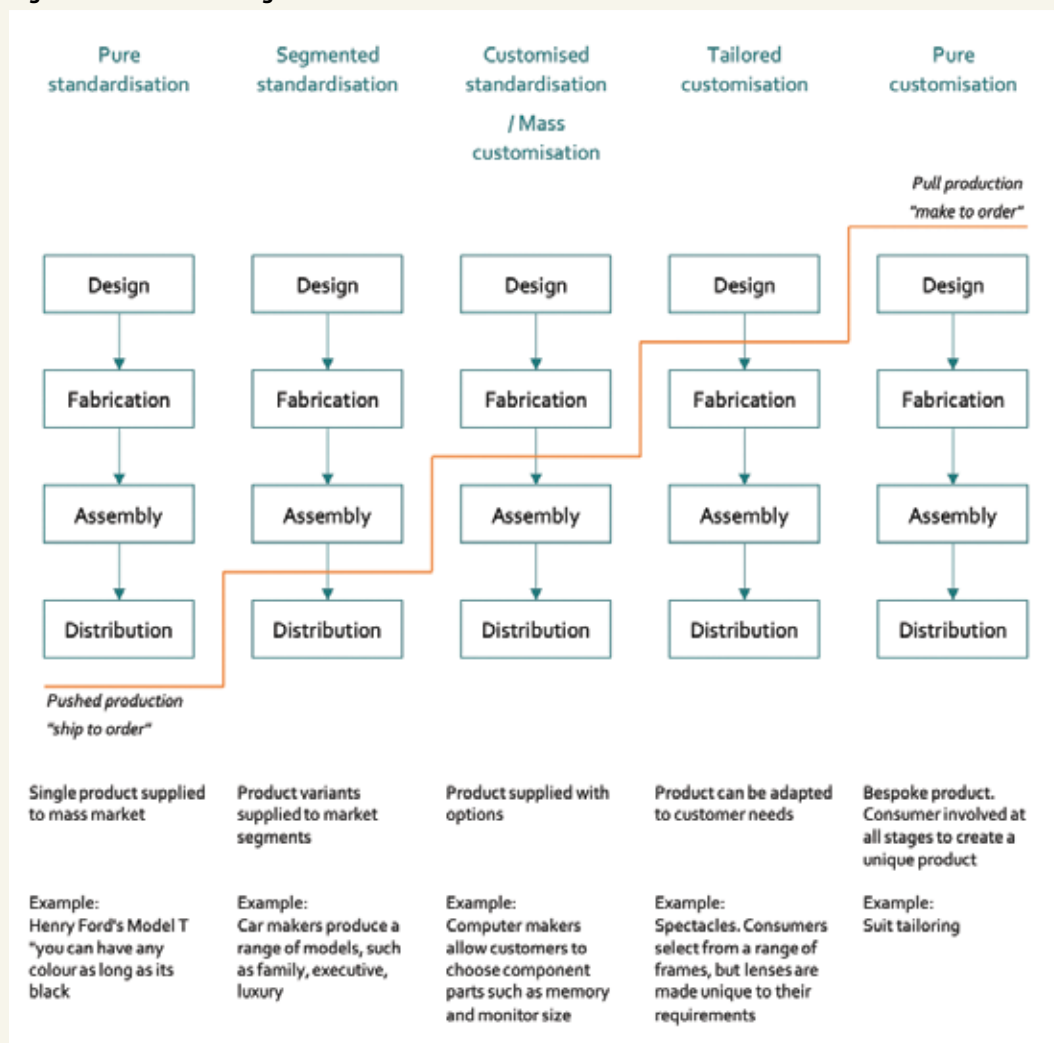 Pure
standardisation
Segmented
standardisation
Customised
standardisation
/ Mass
customisation
Tailored
customisation
Pure
customisation
Pull production
"make to order"
Design
Design
Design
Design
Design
Fabrication
Fabrication
Fabrication
Fabrication
Fabrication
Assembly
Assembly
Assembly
Assembly
Assembly
Distribution
Distribution
Distribution
Distribution
Distribution
Pushed production
"ship to order"
Single product supplied
to mass market
Product variants
supplied to market
segments
Product supplied with
options
Product can be adapted
to customer needs
Bespoke product.
Consumer involved at
all stages to create a
unique product
Example:
Henry Ford's Model T
"you can have any
colour as long as its
black
Example:
Car makers produce a
range of models, such
as family, executive,
luxury
Example:
Computer makers
allow customers to
choose component
parts such as memory
and monitor size
Example:
Spectacles. Consumers
select from a range of
frames, but lenses are
made unique to their
requirements
Example:
Suit tailoring